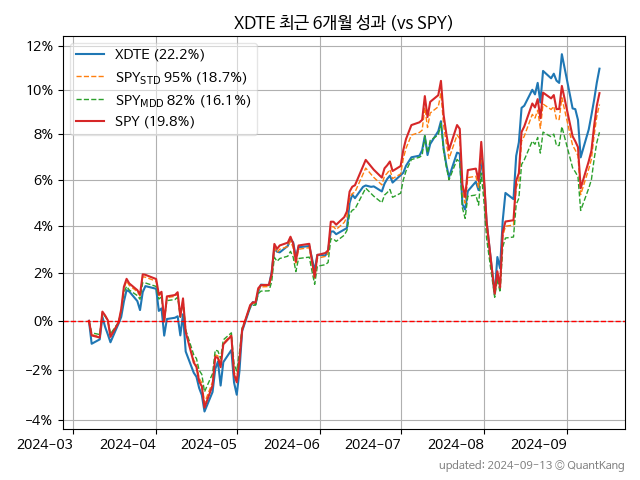 XDTE 최근 6개월 성과 (vs SPY)
XDTE (22.2%)
SPY_STD 95% (18.7%)
SPY_MDD 82% (16.1%)
SPY (19.8%)
12%
10%
8%
6%
4%
2%
0%
−2%
−4%
2024-03 2024-04 2024-05 2024-06 2024-07 2024-08 2024-09
updated: 2024-09-13 © QuantKang